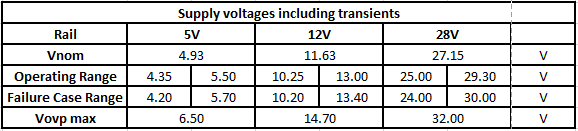 Supply voltages including transients
Rail 5V 12V 28V
Vnom 4.93 11.63 27.15 V
Operating Range 4.35 5.50 10.25 13.00 25.00 29.30 V
Failure Case Range 4.20 5.70 10.20 13.40 24.00 30.00 V
Vovp max 6.50 14.70 32.00 V